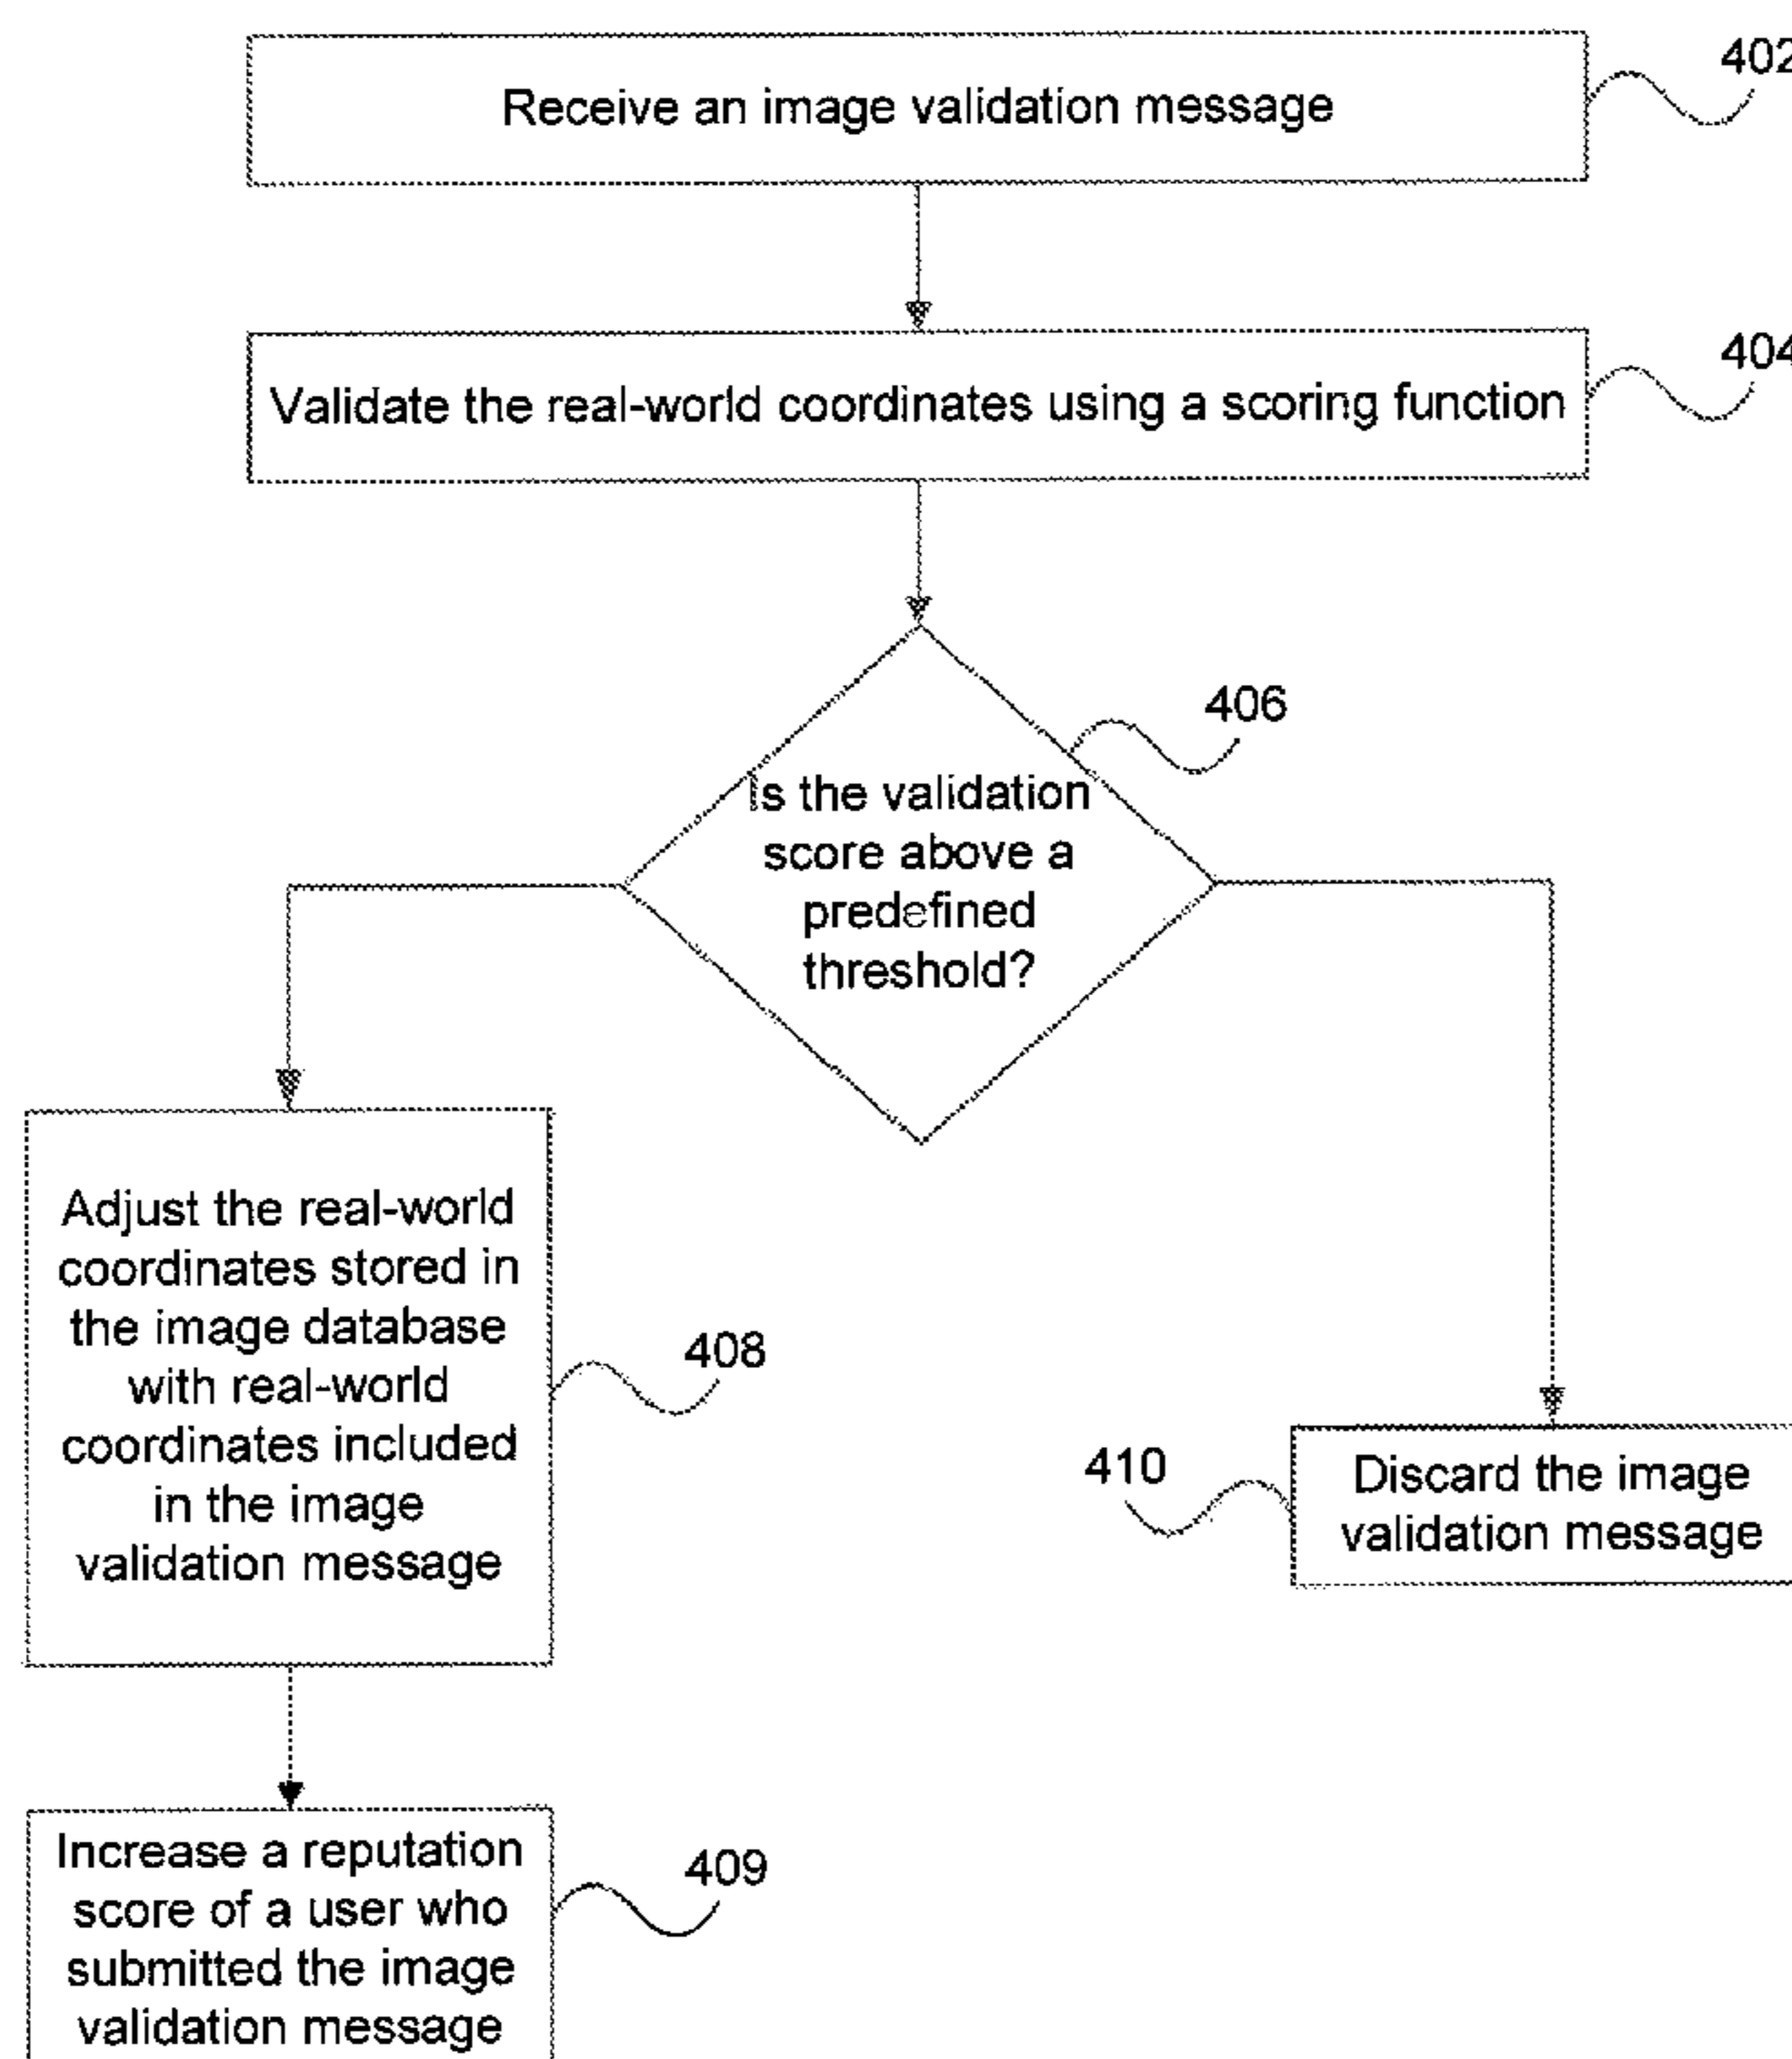 402
Receive an image validation message
404
Validate the real-world coordinates using a scoring function
406
Is the validation
score above a
predefined
threshold?
Adjust the real-world
coordinates stored in
the image database
with real-world
coordinates included
in the image
validation message
408
410
Discard the image
validation message
Increase a reputation
score of a user who
submitted the image
validation message
409